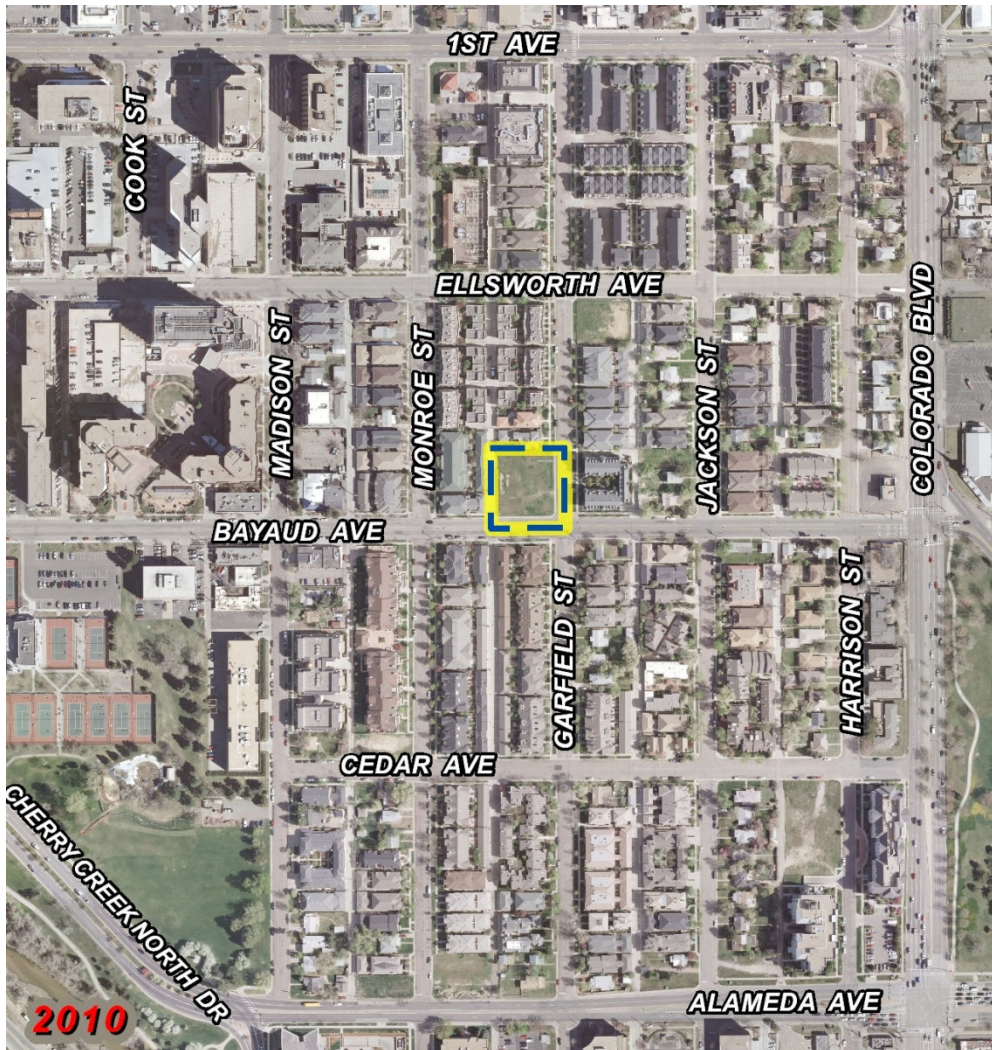 1ST AVE
COOK ST
ELLSWORTH AVE
COLORADO BLVD
MADISON ST
MONROE ST
JACKSON ST
BAYAUD AVE
GARFIELD ST
HARRISON ST
CEDAR AVE
CHERRY CREEK NORTH DR
ALAMEDA AVE
2010